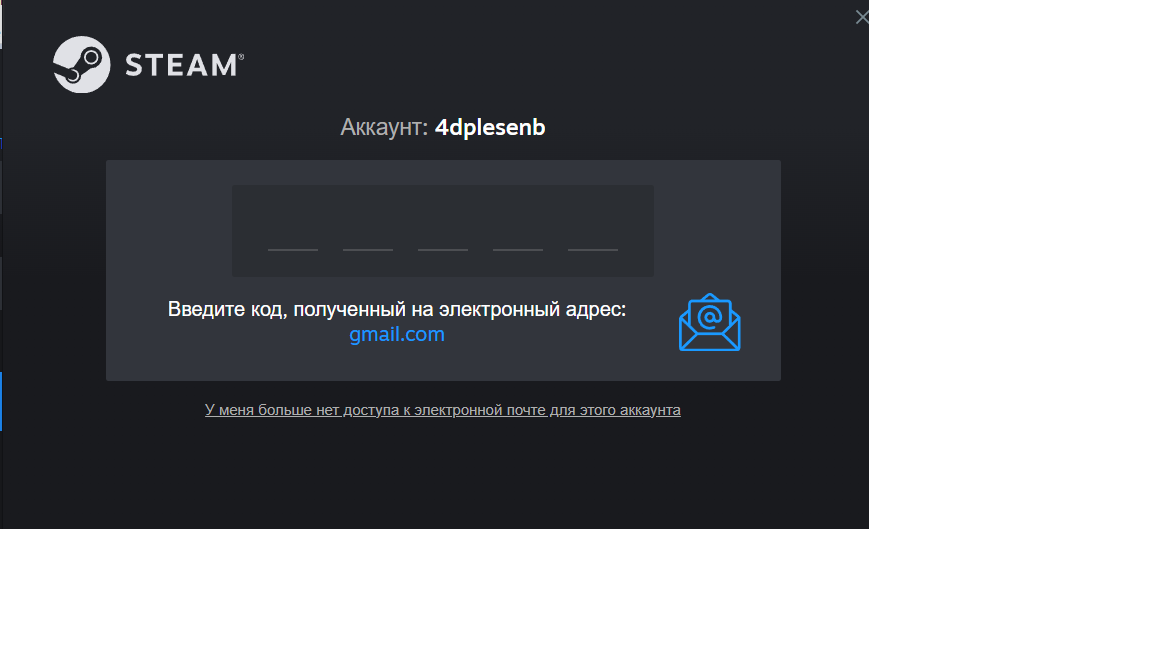 STEAM®
Аккаунт: 4dplesenb
Введите код, полученный на электронный адрес:
gmail.com
У меня больше нет доступа к электронной почте для этого аккаунта